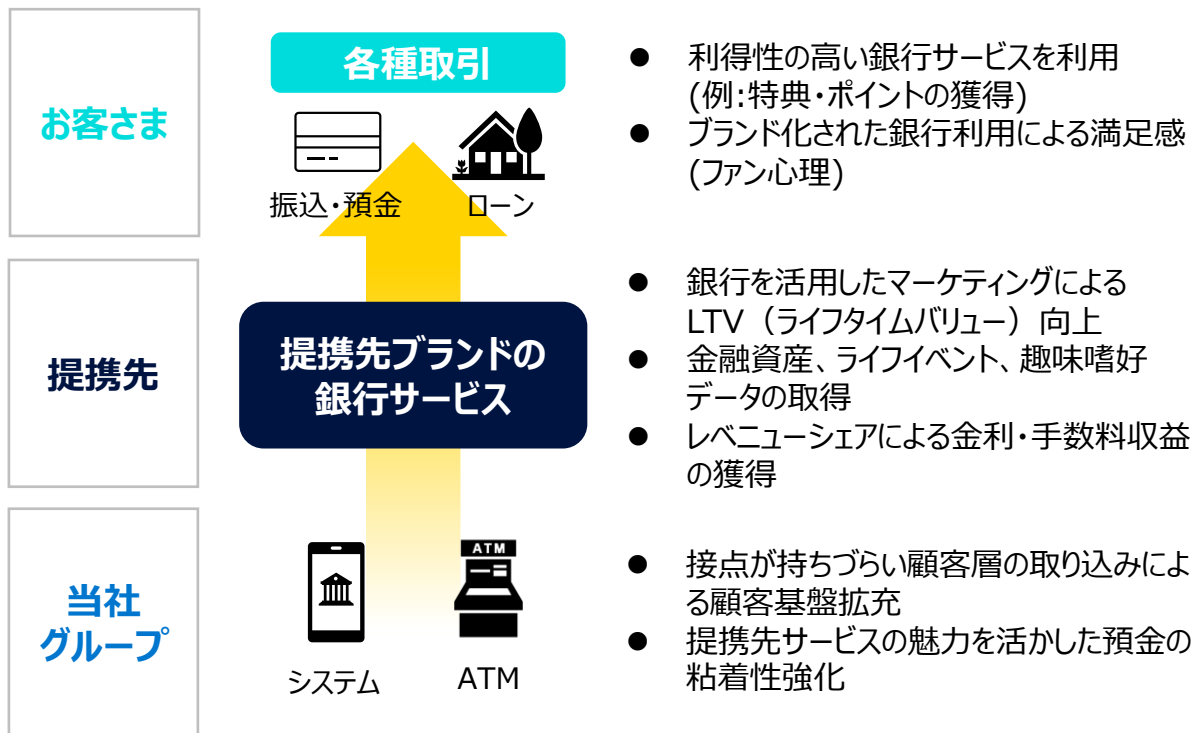 お客さま
各種取引
振込・預金
ローン
● 利得性の高い銀行サービスを利用
(例:特典・ポイントの獲得)
● ブランド化された銀行利用による満足感
(ファン心理)
提携先
提携先ブランドの
銀行サービス
● 銀行を活用したマーケティングによる
LTV（ライフタイムバリュー）向上
● 金融資産、ライフイベント、趣味嗜好
データの取得
● レベニューシェアによる金利・手数料収益
の獲得
当社
グループ
システム
ATM
ATM
● 接点が持ちづらい顧客層の取り込みによ
る顧客基盤拡充
● 提携先サービスの魅力を活かした預金の
粘着性強化